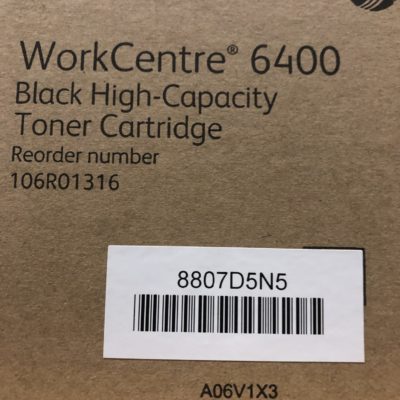 WorkCentre® 6400
Black High-Capacity
Toner Cartridge
Reorder number
106R01316
8807D5N5
A06V1X3